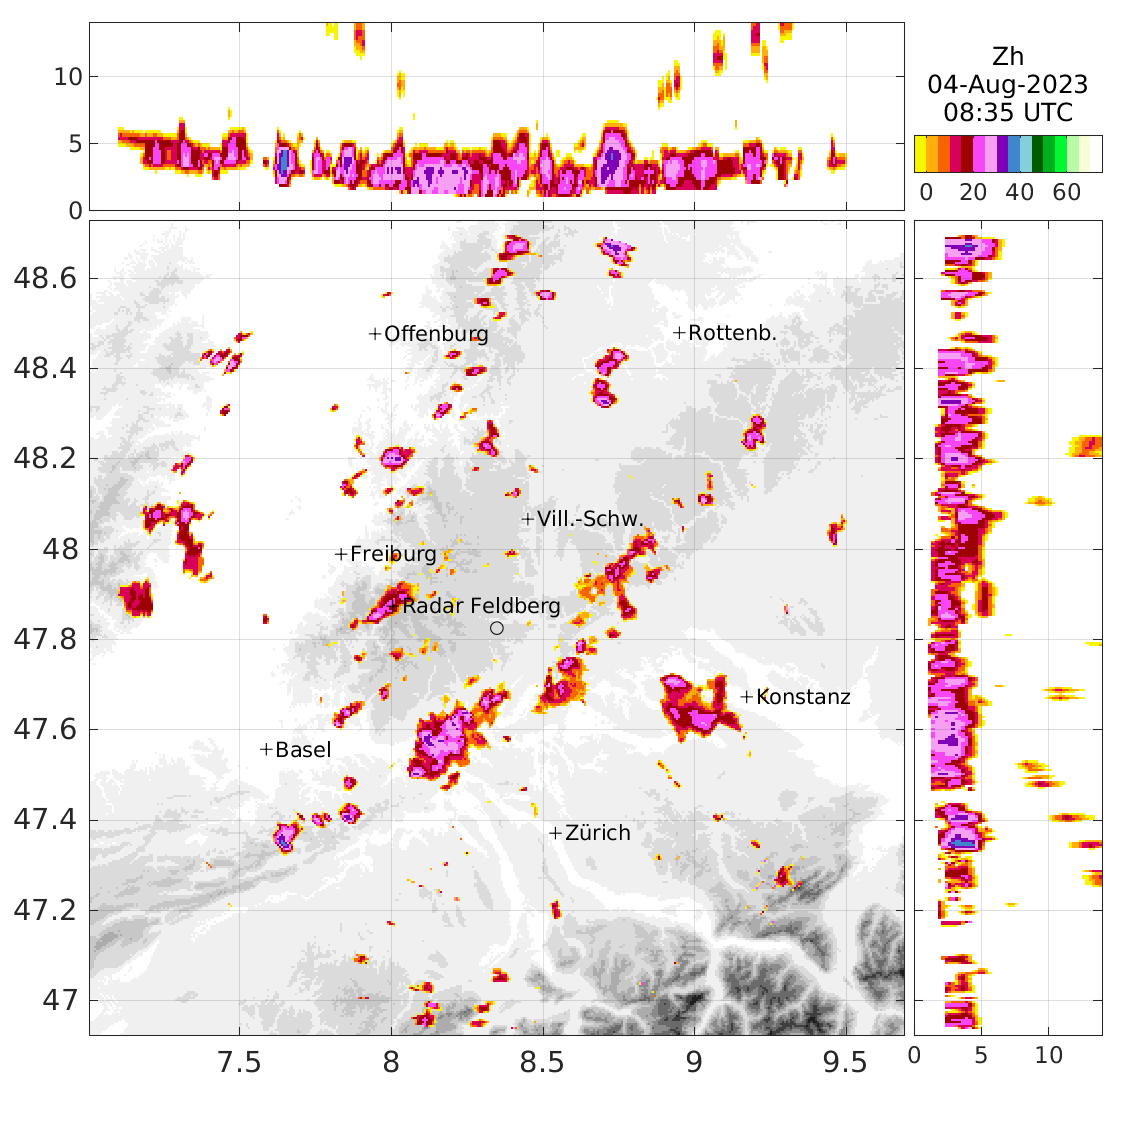 10
5
0
Zh
04-Aug-2023
08:35 UTC
0 20 40 60
48.6
48.4
48.2
48
47.8
47.6
47.4
47.2
47
Offenburg
Rottenb.
Vill.-Schw.
Freiburg
Radar Feldberg
Konstanz
Basel
Zürich
7.5 8 8.5 9 9.5
0 5 10